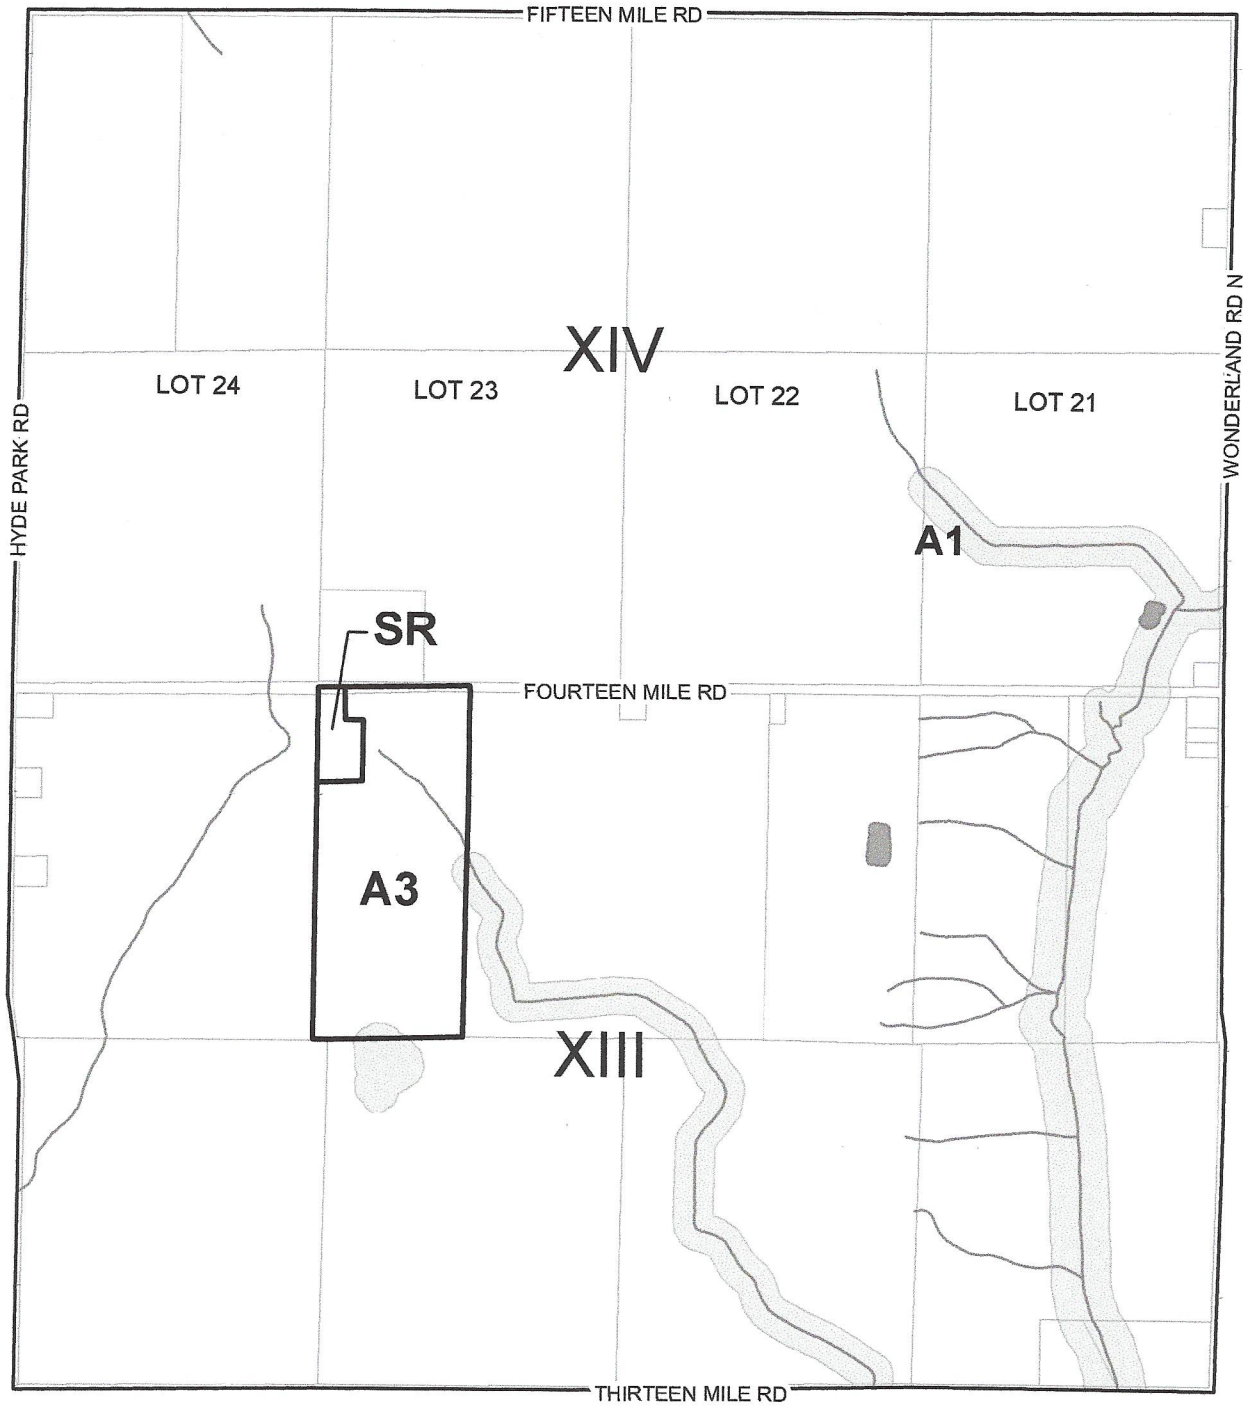 FIFTEEN MILE RD
XIV
LOT 24
LOT 23
LOT 22
LOT 21
HYDE PARK RD
WONDERLAND RD N
A1
SR
FOURTEEN MILE RD
A3
XIII
THIRTEEN MILE RD